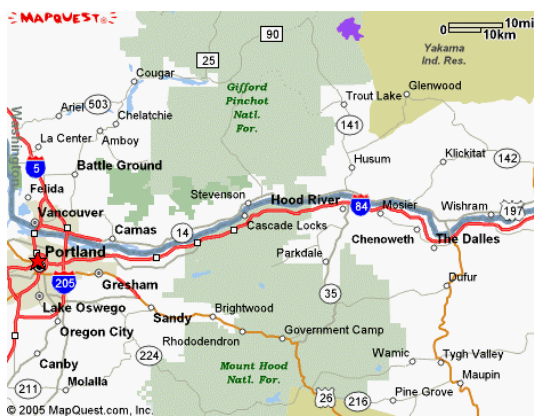 MAPQUEST®
10mi
10km
90
25
Yakama
Ind. Res.
Cougar
Gifford
Pinchot
Natl.
For.
Trout Lake
Glenwood
Ariel
503
Chelatchie
Washington
La Center
Amboy
141
5
Battle Ground
Husum
Klickitat
142
Felida
Stevenson
Hood River
84
Mosier
Wishram
197
Vancouver
Camas
14
Cascade Locks
Chenoweth
The Dalles
Portland
Parkdale
205
Gresham
35
Dufur
Lake Oswego
Sandy
Brightwood
Oregon City
Rhododendron
Government Camp
224
Canby
Mount Hood
Natl. For.
Wamic
Tygh Valley
211
Molalla
26
216
Pine Grove
Maupin
© 2005 MapQuest.com, Inc.